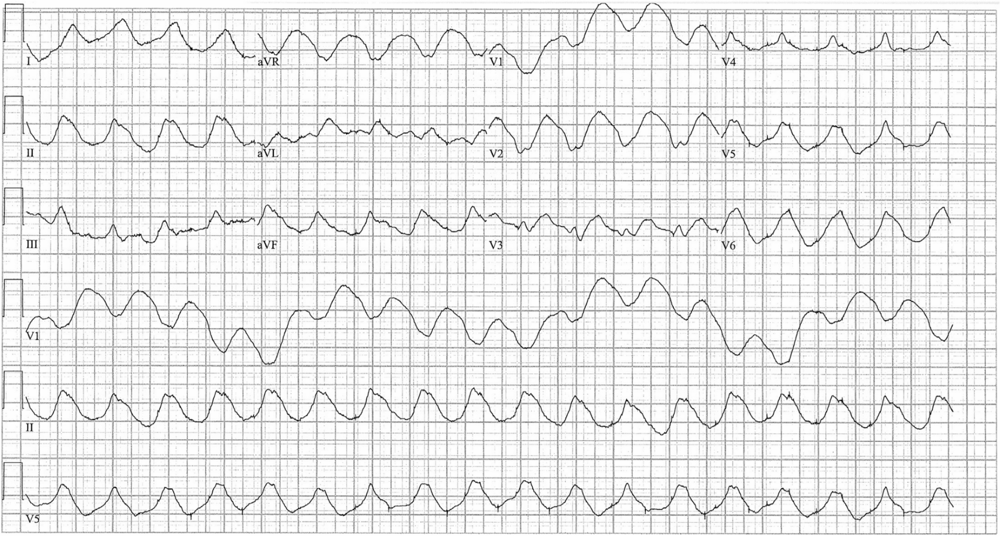 I aVR V1 V4
II aVL V2 V5
III aVF V3 V6
V1
II
V5